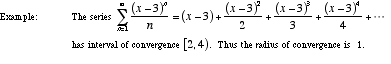 Example: The series \sum_{n=1}^{\infty} \frac{(x-3)^n}{n} = (x-3) + \frac{(x-3)^2}{2} + \frac{(x-3)^3}{3} + \frac{(x-3)^4}{4} + \cdots
has interval of convergence [2,4). Thus the radius of convergence is 1.